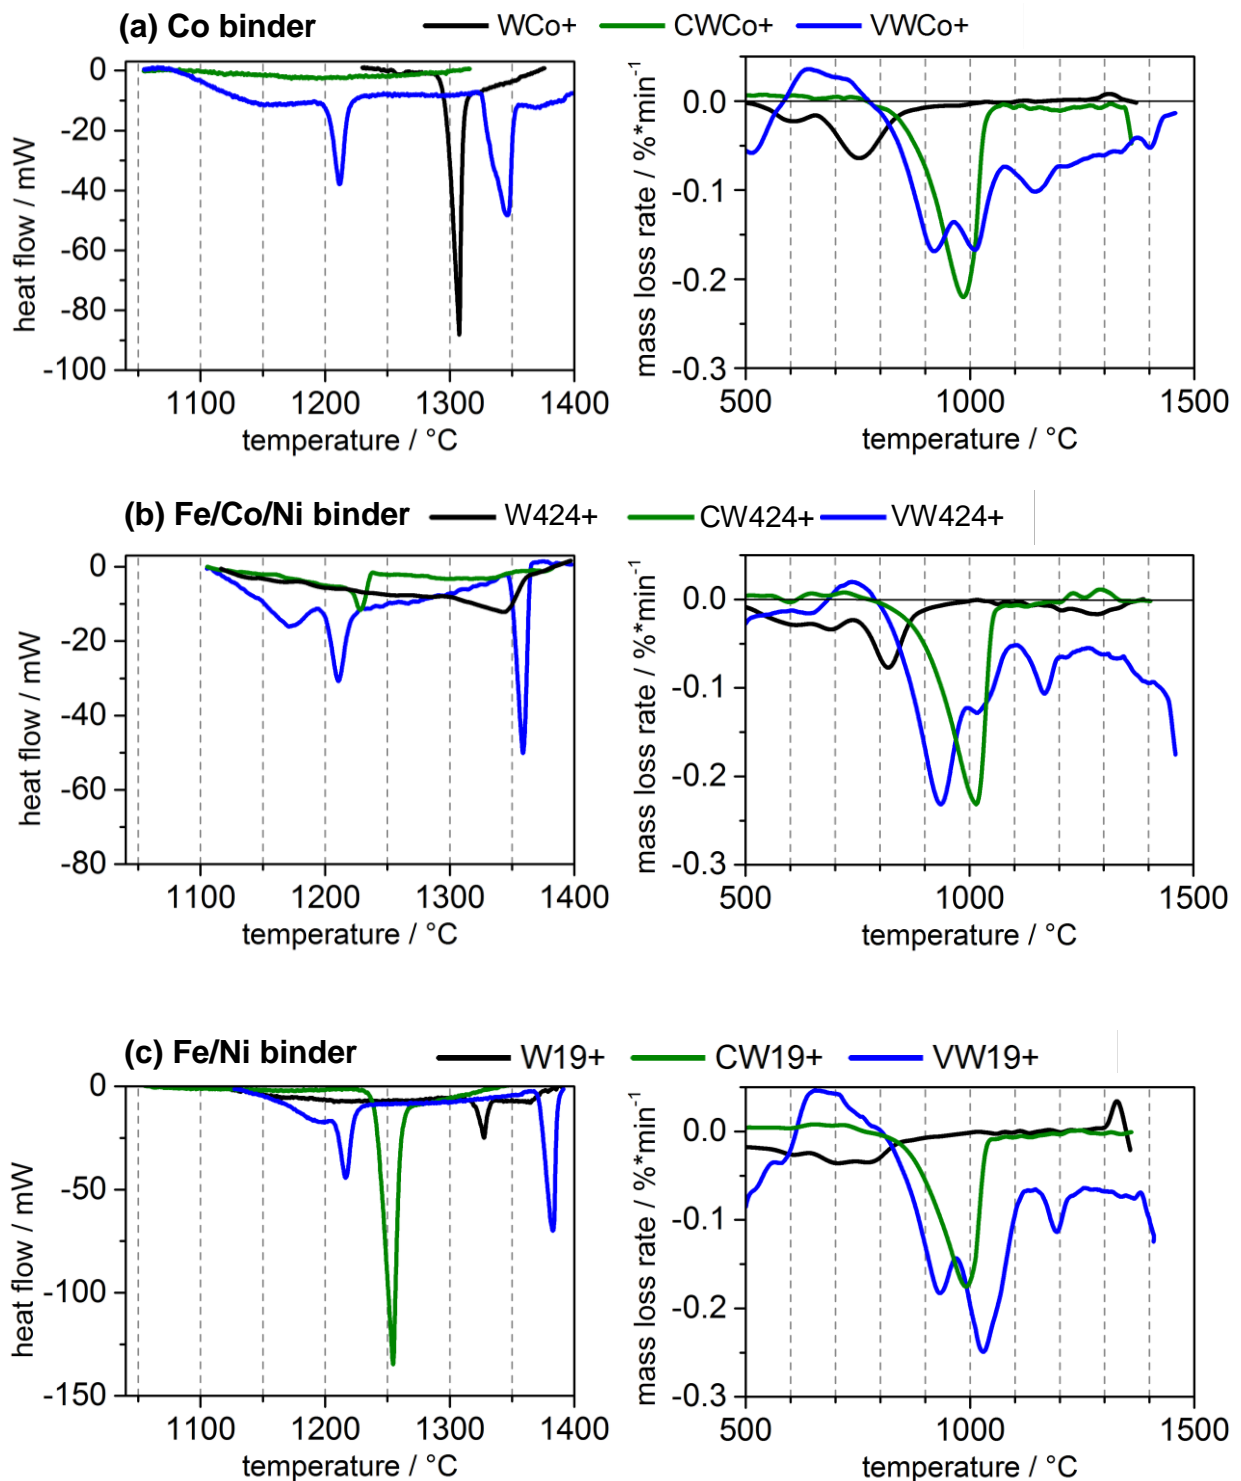 (a) Co binder WCo+ CWCo+ VWCo+
heat flow / mW
0
-20
-40
-60
-80
-100
1100 1200 1300 1400
temperature / °C
mass loss rate / %*min-1
0.0
-0.1
-0.2
-0.3
500 1000 1500
temperature / °C
(b) Fe/Co/Ni binder W424+ CW424+ VW424+
heat flow / mW
0
-20
-40
-60
-80
1100 1200 1300 1400
temperature / °C
mass loss rate / %*min-1
0.0
-0.1
-0.2
-0.3
500 1000 1500
temperature / °C
(c) Fe/Ni binder W19+ CW19+ VW19+
heat flow / mW
0
-50
-100
-150
1100 1200 1300 1400
temperature / °C
mass loss rate / %*min-1
0.0
-0.1
-0.2
-0.3
500 1000 1500
temperature / °C